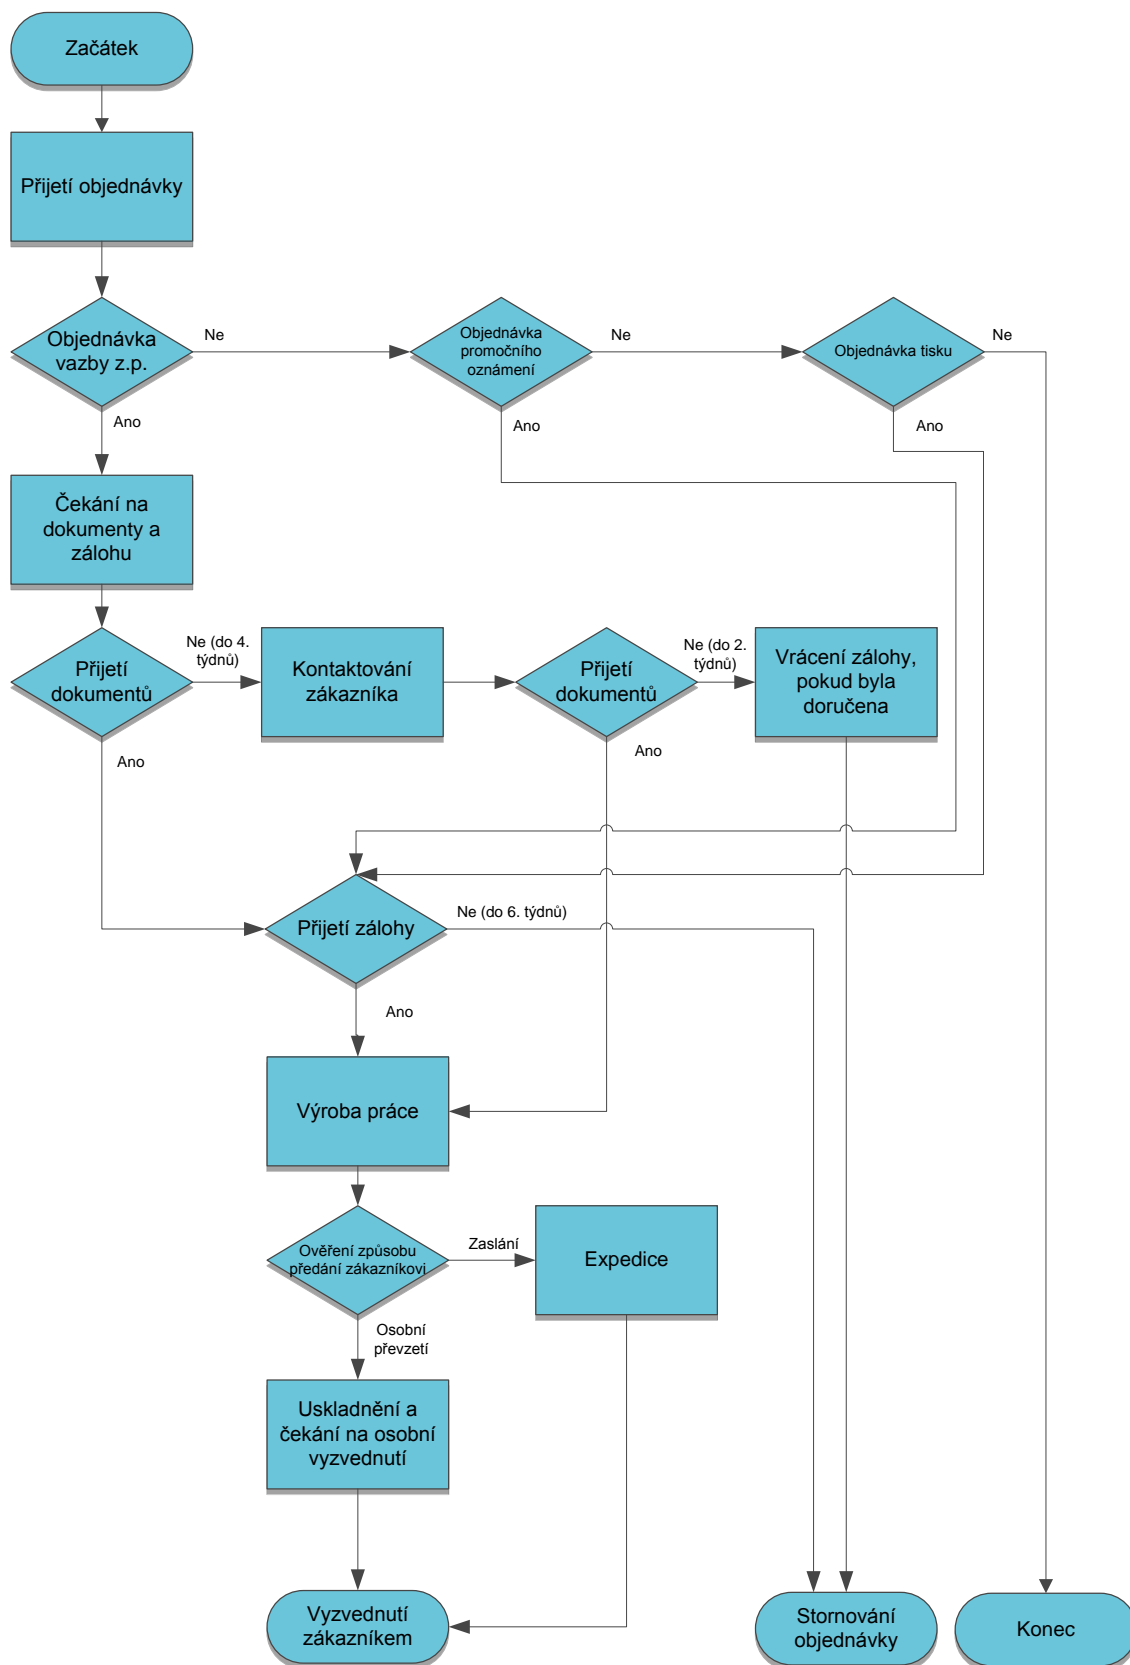 Začátek
Přijetí objednávky
Objednávka
vazby z.p.
Ne
Objednávka
promočního
oznámení
Ne
Objednávka tisku
Ne
Ano
Ano
Ano
Čekání na
dokumenty a
zálohu
Přijetí
dokumentů
Ne (do 4.
týdnů)
Kontaktování
zákazníka
Přijetí
dokumentů
Ne (do 2.
týdnů)
Vrácení zálohy,
pokud byla
doručena
Ano
Ano
Přijetí zálohy
Ne (do 6. týdnů)
Ano
Výroba práce
Ověření způsobu
předání zákazníkovi
Zaslání
Expedice
Osobní
převzetí
Uskladnění a
čekání na osobní
vyzvednutí
Vyzvednutí
zákazníkem
Stornování
objednávky
Konec